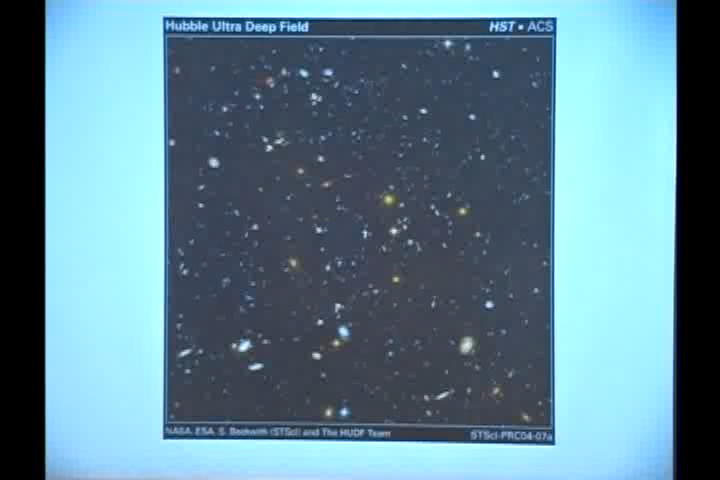 Hubble Ultra Deep Field HST • ACS
NASA, ESA, S. Beckwith (STScI) and The HUDF Team STScI-PRC04-07a